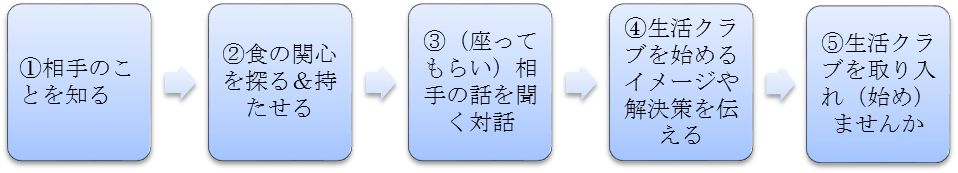 ①相手のこ
とを知る
②食の関心
を探る＆持
たせる
③（座って
もらい）相
手の話を聞
く対話
④生活クラ
ブを始める
イメージや
解決策を伝
える
⑤生活クラ
ブを取り入
れ（始め）
ませんか